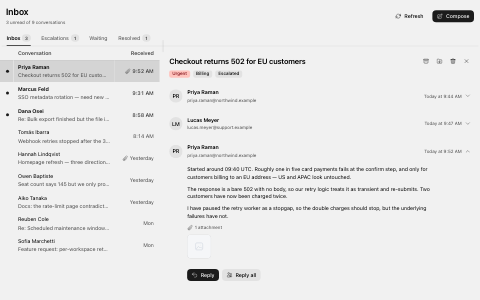 Inbox
3 unread of 9 conversations
Refresh
Compose
Inbox 3
Escalations 1
Waiting
Resolved 1
Conversation Received
Priya Raman
Checkout returns 502 for EU custo... 9:52 AM
Marcus Feld
SSO metadata rotation — need new ... 9:31 AM
Dana Osei
Re: Bulk export finished but the file i... 8:58 AM
Tomás Ibarra
Webhook retries stopped after the 3... 8:14 AM
Hannah Lindqvist
Homepage refresh — three direction... Yesterday
Owen Baptiste
Seat count says 145 but we only pro... Yesterday
Aiko Tanaka
Docs: the rate-limit page contradict... Yesterday
Reuben Cole
Re: Scheduled maintenance window... Mon
Sofia Marchetti
Feature request: per-workspace ret... Mon
Checkout returns 502 for EU customers
Urgent Billing Escalated
PR Priya Raman
priya.raman@northwind.example
Today at 9:44 AM
LM Lucas Meyer
lucas.meyer@support.example
Today at 9:47 AM
PR Priya Raman
priya.raman@northwind.example
Today at 9:52 AM
Started around 09:40 UTC. Roughly one in five card payments fails at the confirm step, and only for
customers billing to an EU address — US and APAC look untouched.
The response is a bare 502 with no body, so our retry logic treats it as transient and re-submits. Two
customers have now been charged twice.
I have paused the retry worker as a stopgap, so the double charges should stop, but the underlying
failures have not.
1 attachment
Reply
Reply all